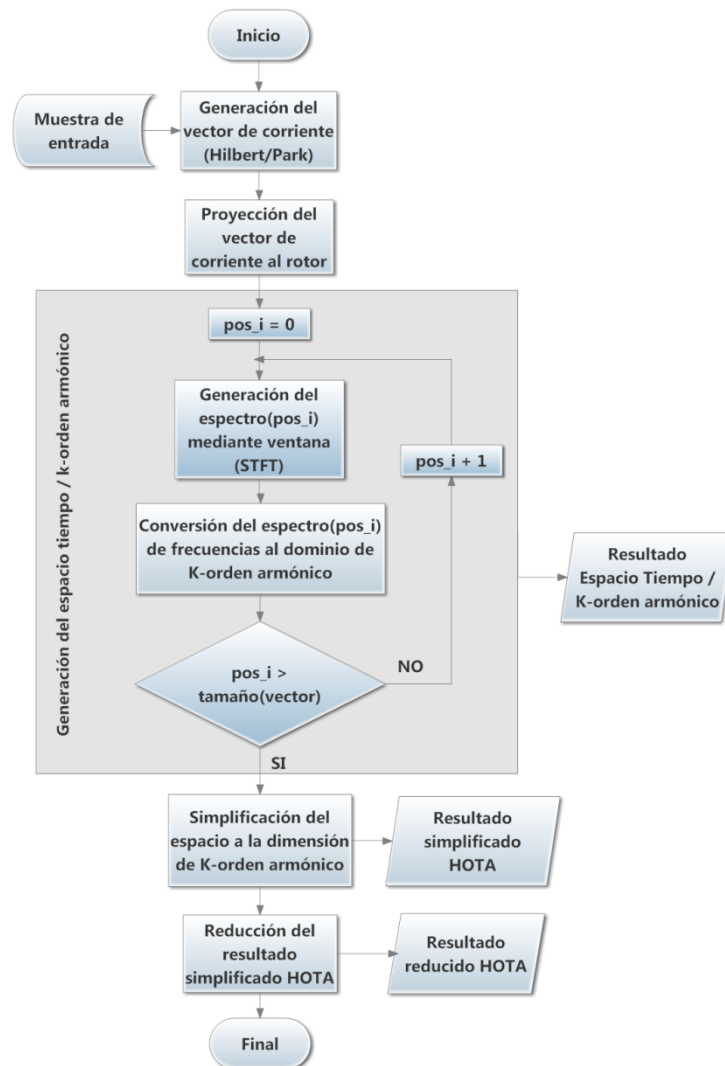 Inicio
Muestra de
entrada
Generación del
vector de corriente
(Hilbert/Park)
Proyección del
vector de
corriente al rotor
Generación del espacio tiempo / k-orden armónico
pos_i = 0
Generación del
espectro(pos_i)
mediante ventana
(STFT)
pos_i + 1
Conversión del espectro(pos_i)
de frecuencias al dominio de
K-orden armónico
Resultado
Espacio Tiempo /
K-orden armónico
pos_i >
tamaño(vector)
NO
SI
Simplificación del
espacio a la dimensión
de K-orden armónico
Resultado
simplificado
HOTA
Reducción del
resultado
simplificado HOTA
Resultado
reducido HOTA
Final